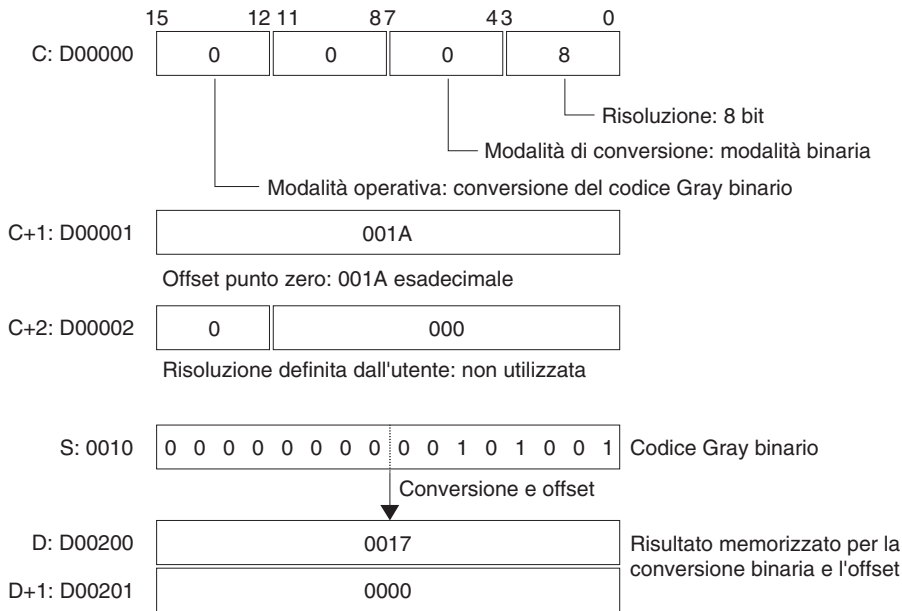 15 12 11 8 7 4 3 0
C: D00000 0 0 0 8
Risoluzione: 8 bit
Modalità di conversione: modalità binaria
Modalità operativa: conversione del codice Gray binario
C+1: D00001 001A
Offset punto zero: 001A esadecimale
C+2: D00002 0 000
Risoluzione definita dall'utente: non utilizzata
S: 0010 0 0 0 0 0 0 0 0 0 0 1 0 1 0 0 1 Codice Gray binario
Conversione e offset
D: D00200 0017 Risultato memorizzato per la
conversione binaria e l'offset
D+1: D00201 0000